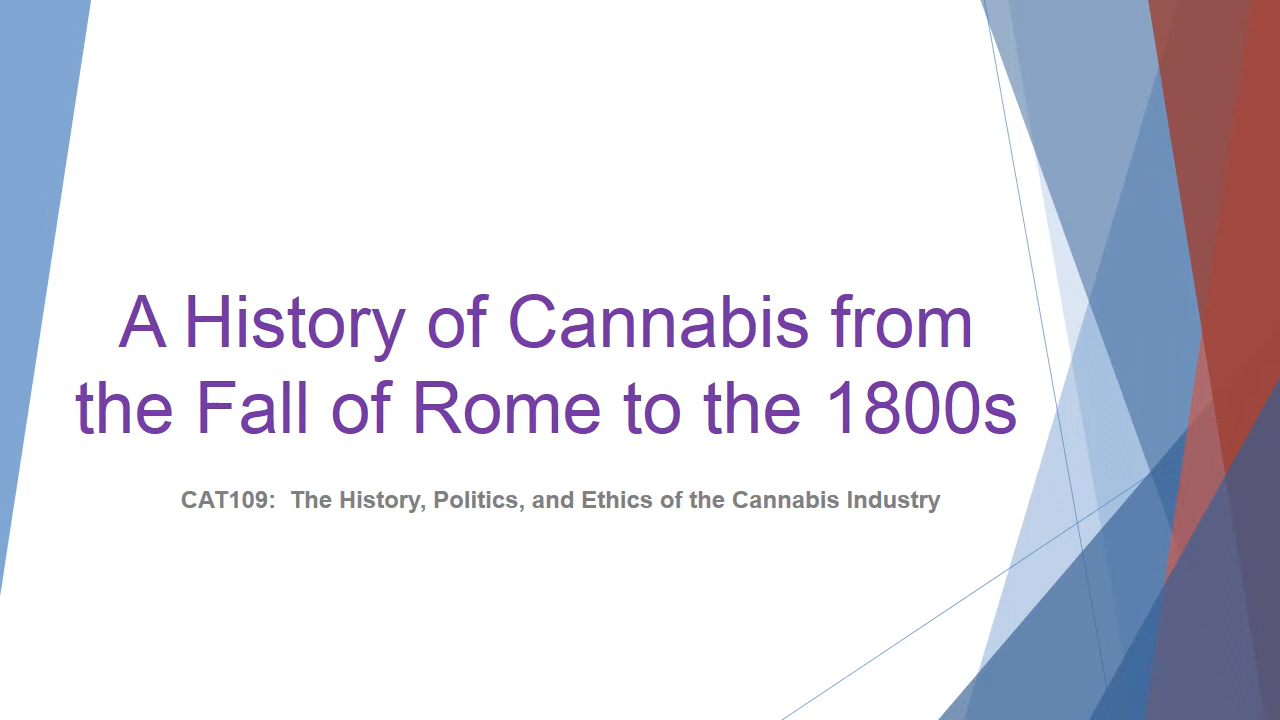 A History of Cannabis from
the Fall of Rome to the 1800s
CAT109:  The History, Politics, and Ethics of the Cannabis Industry